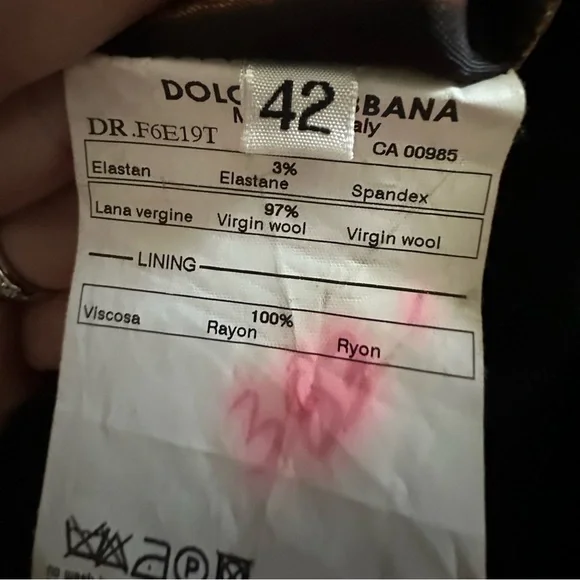 DOLC 42 BBANA
M aly
DR.F6E19T CA 00985
3%
Elastan Elastane Spandex
97%
Lana vergine Virgin wool Virgin wool
LINING
100%
Viscosa Rayon Ryon
P